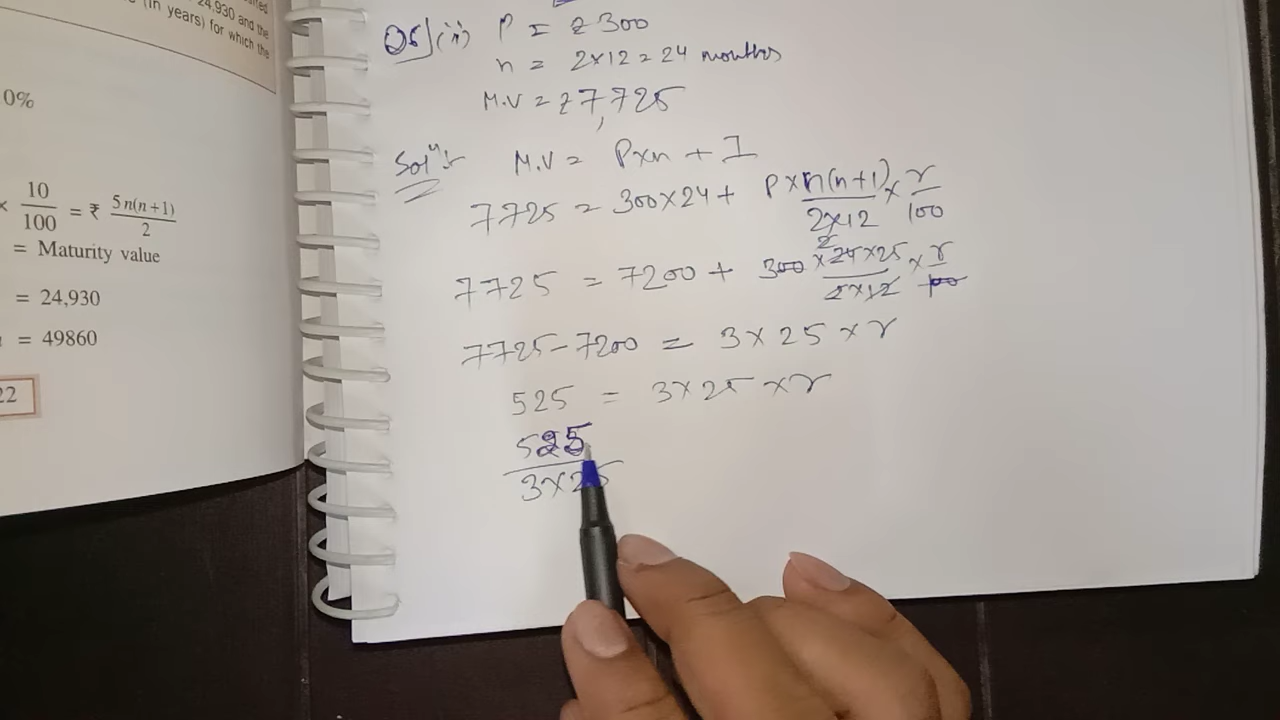 24,930 and the
(in years) for which the
0%
× 10/100 = ₹ 5n(n+1)/2
= Maturity value
= 24,930
= 49860
22
Q5](ii) P = ₹300
n = 2×12 = 24 months
M.V = ₹7,725
Solⁿ:- M.V = P×n + I
7725 = 300×24 + P×n(n+1)/2×12 × r/100
7725 = 7200 + 300 × 24×25/2×12 × r/100
7725-7200 = 3×25×r
525 = 3×25×r
525/3×25